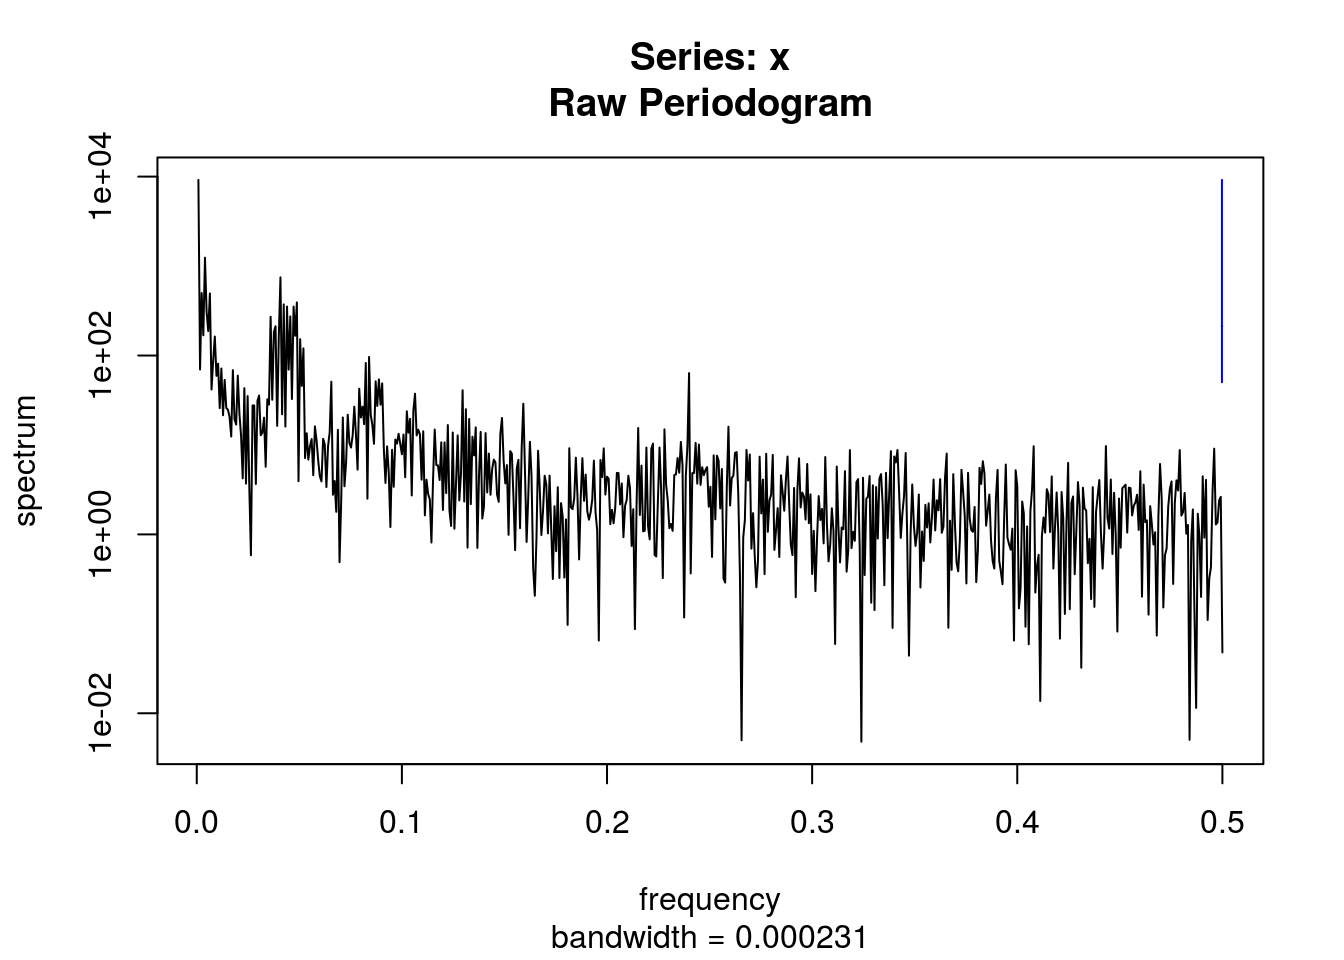 Series: x
Raw Periodogram
1e+04
1e+02
1e+00
1e-02
spectrum
0.0 0.1 0.2 0.3 0.4 0.5
frequency
bandwidth = 0.000231